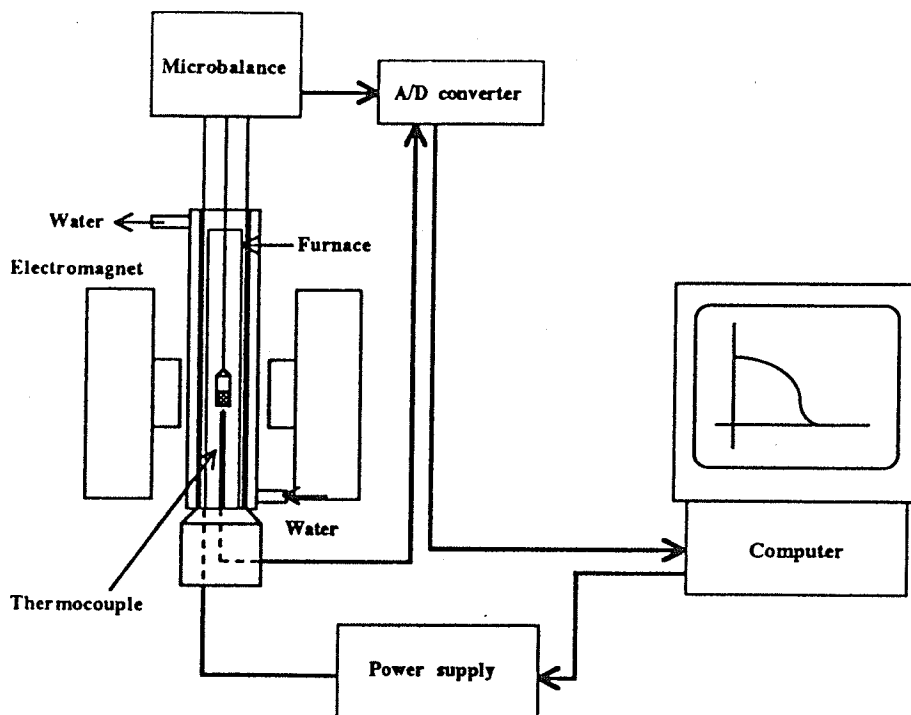 Microbalance
A/D converter
Water
Furnace
Electromagnet
Water
Computer
Thermocouple
Power supply